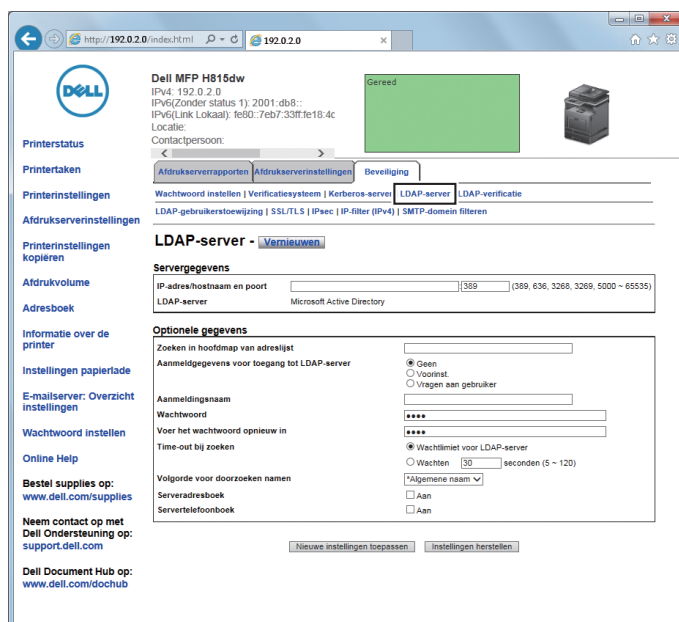 http://192.0.2.0/index.html
192.0.2.0
DELL
Dell MFP H815dw
IPv4: 192.0.2.0
IPv6(Zonder status 1): 2001:db8::
IPv6(Link Lokaal): fe80::7eb7:33ff:fe18:4c
Locatie:
Contactpersoon:
Gereed
Printerstatus
Printertaken
Printerinstellingen
Afdrukserverinstellingen
Printerinstellingen
kopiëren
Afdrukvolume
Adresboek
Informatie over de
printer
Instellingen papierlade
E-mailserver: Overzicht
instellingen
Wachtwoord instellen
Online Help
Bestel supplies op:
www.dell.com/supplies
Neem contact op met
Dell Ondersteuning op:
support.dell.com
Dell Document Hub op:
www.dell.com/dochub
Afdrukserverrapporten Afdrukserverinstellingen Beveiliging
Wachtwoord instellen | Verificatiesysteem | Kerberos-server LDAP-server LDAP-verificatie
LDAP-gebruikerstoewijzing | SSL/TLS | IPsec | IP-filter (IPv4) | SMTP-domein filteren
LDAP-server - Vernieuwen
Servergegevens
IP-adres/hostnaam en poort :389 (389, 636, 3268, 3269, 5000 ~ 65535)
LDAP-server Microsoft Active Directory
Optionele gegevens
Zoeken in hoofdmap van adreslijst
Aanmeldgegevens voor toegang tot LDAP-server Geen
Voorinst.
Vragen aan gebruiker
Aanmeldingsnaam
Wachtwoord ●●●●
Voer het wachtwoord opnieuw in ●●●●
Time-out bij zoeken Wachtlimiet voor LDAP-server
Wachten 30 seconden (5 ~ 120)
Volgorde voor doorzoeken namen *Algemene naam
Serveradresboek Aan
Servertelefoonboek Aan
Nieuwe instellingen toepassen Instellingen herstellen